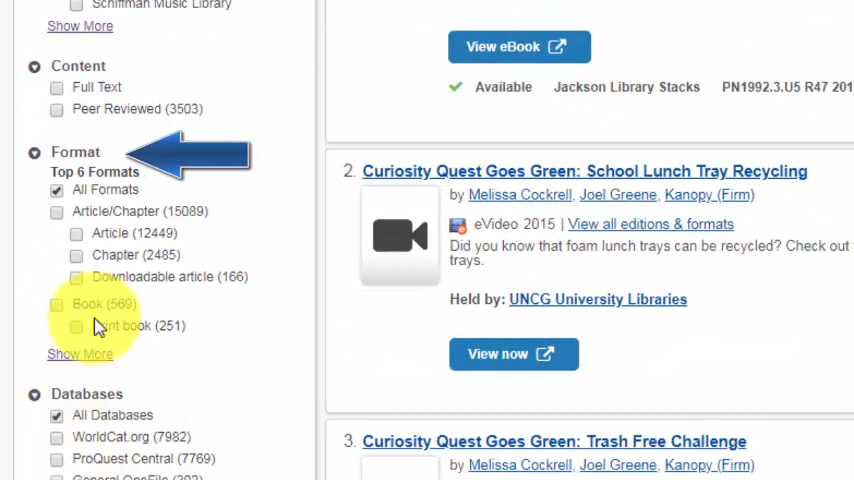 Schiffman Music Library
Show More
Content
Full Text
Peer Reviewed (3503)
Format
Top 6 Formats
All Formats
Article/Chapter (15089)
Article (12449)
Chapter (2485)
Downloadable article (166)
Book (569)
book (251)
Show More
Databases
All Databases
WorldCat.org (7982)
ProQuest Central (7769)
General OneFile
View eBook
Available Jackson Library Stacks PN1992.3.U5 R47 201
2. Curiosity Quest Goes Green: School Lunch Tray Recycling
by Melissa Cockrell, Joel Greene, Kanopy (Firm)
eVideo 2015 | View all editions & formats
Did you know that foam lunch trays can be recycled? Check out
trays.
Held by: UNCG University Libraries
View now
3. Curiosity Quest Goes Green: Trash Free Challenge
by Melissa Cockrell, Joel Greene, Kanopy (Firm)